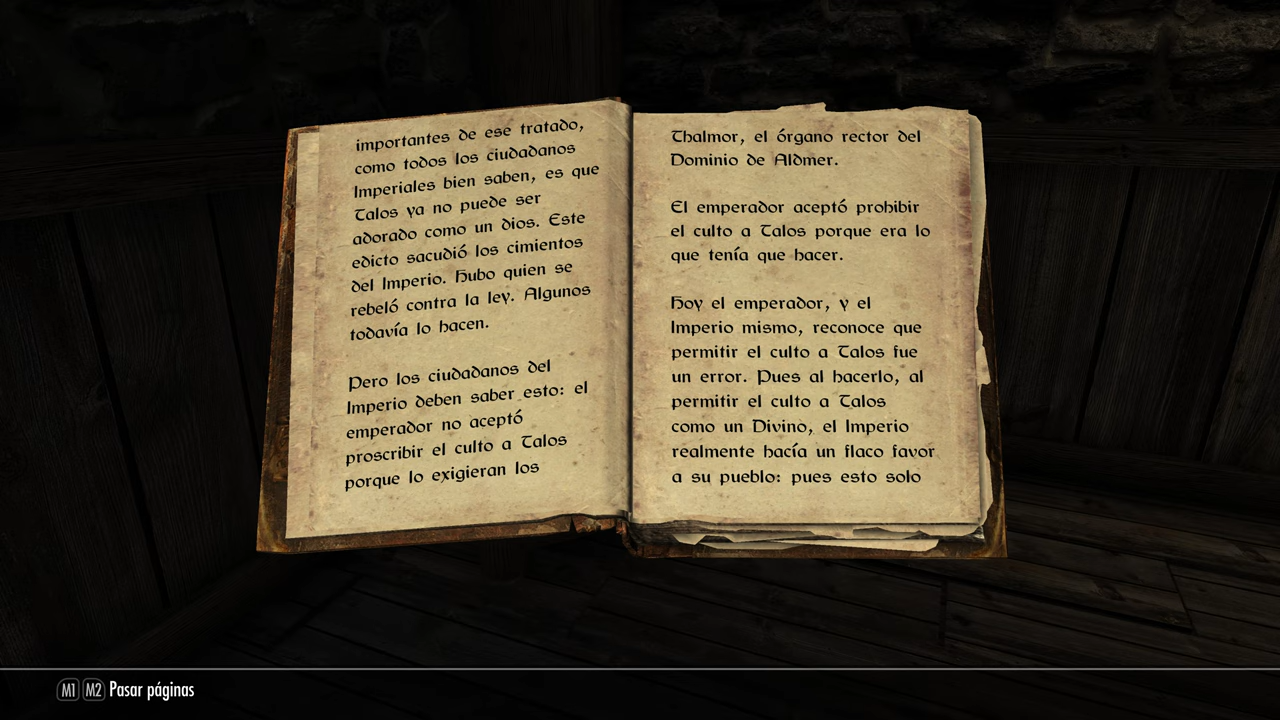 importantes de ese tratado,
como todos los ciudadanos
Imperiales bien saben, es que
Talos ya no puede ser
adorado como un dios. Este
edicto sacudió los cimientos
del Imperio. Hubo quien se
rebeló contra la ley. Algunos
todavía lo hacen.
Pero los ciudadanos del
Imperio deben saber esto: el
emperador no aceptó
proscribir el culto a Talos
porque lo exigieran los
Thalmor, el órgano rector del
Dominio de Aldmer.
El emperador aceptó prohibir
el culto a Talos porque era lo
que tenía que hacer.
Hoy el emperador, y el
Imperio mismo, reconoce que
permitir el culto a Talos fue
un error. Pues al hacerlo, al
permitir el culto a Talos
como un Divino, el Imperio
realmente hacía un flaco favor
a su pueblo: pues esto solo
M1 M2 Pasar páginas